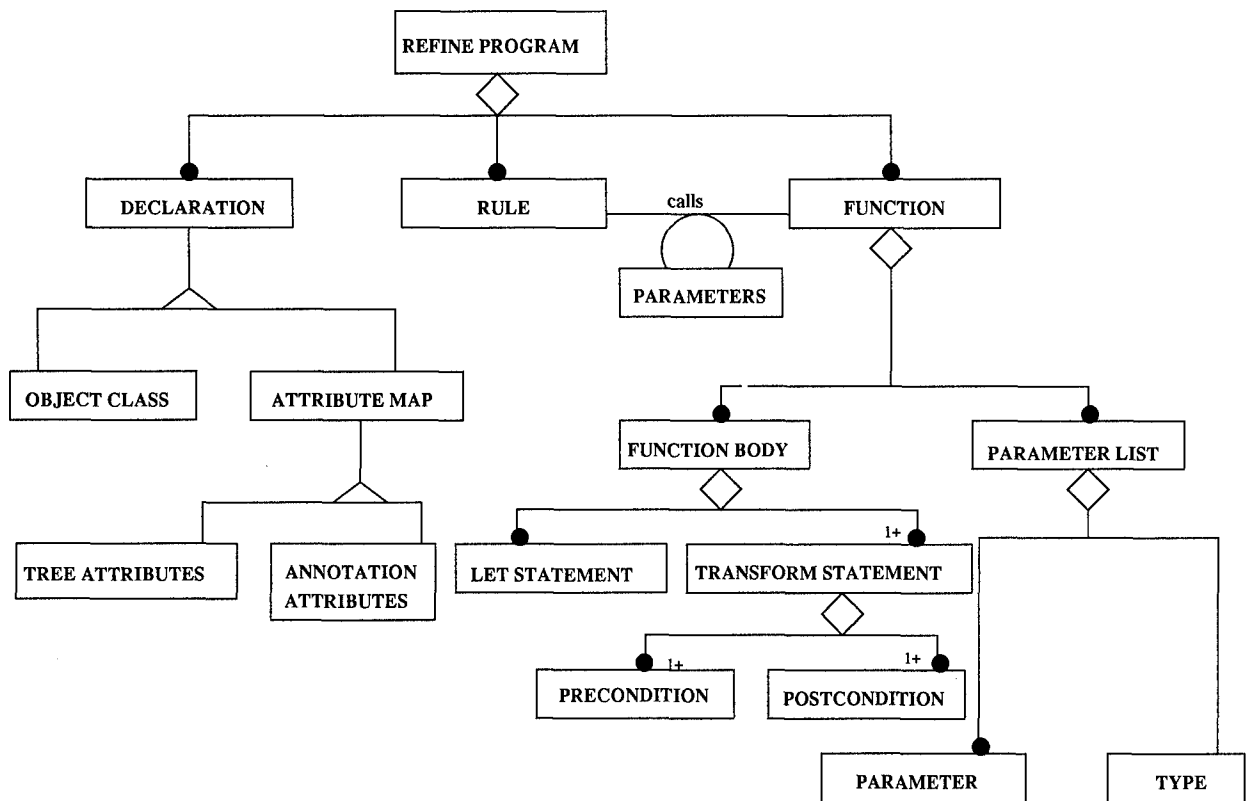 REFINE PROGRAM
DECLARATION
RULE
calls
FUNCTION
PARAMETERS
OBJECT CLASS
ATTRIBUTE MAP
FUNCTION BODY
PARAMETER LIST
TREE ATTRIBUTES
ANNOTATION
ATTRIBUTES
LET STATEMENT
1+
TRANSFORM STATEMENT
1+
PRECONDITION
1+
POSTCONDITION
PARAMETER
TYPE